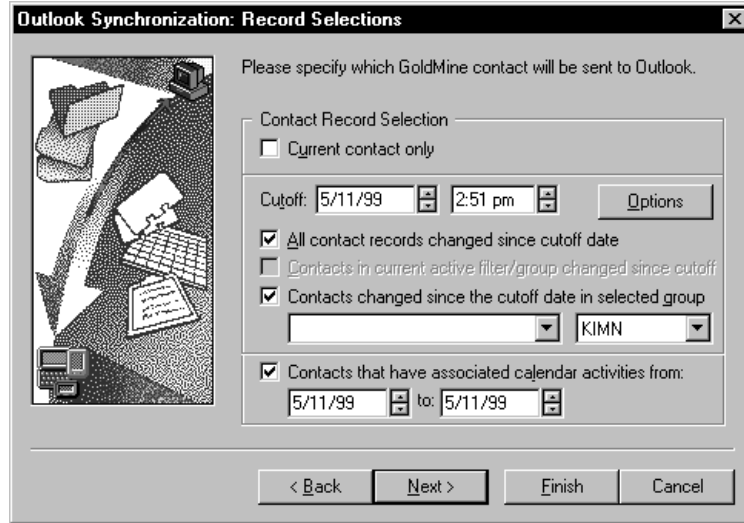 Outlook Synchronization: Record Selections
Please specify which GoldMine contact will be sent to Outlook.
Contact Record Selection
Current contact only
Cutoff: 5/11/99 2:51 pm Options
All contact records changed since cutoff date
Contacts in current active filter/group changed since cutoff
Contacts changed since the cutoff date in selected group
KIMN
Contacts that have associated calendar activities from:
5/11/99 to: 5/11/99
< Back Next > Finish Cancel